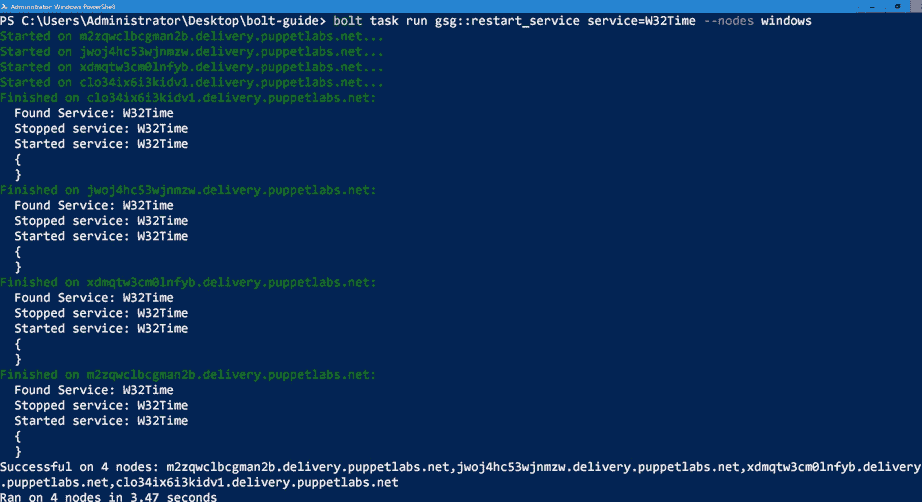 Administrator: Windows PowerShell
PS C:\Users\Administrator\Desktop\bolt-guide> bolt task run gsg::restart_service service=W32Time --nodes windows
Started on m2zqwclbcgman2b.delivery.puppetlabs.net...
Started on jwoj4hc53wjnmzw.delivery.puppetlabs.net...
Started on xdmqtw3cm0lnfyb.delivery.puppetlabs.net...
Started on clo34ix6i3kidv1.delivery.puppetlabs.net...
Finished on clo34ix6i3kidv1.delivery.puppetlabs.net:
Found Service: W32Time
Stopped service: W32Time
Started service: W32Time
{
}
Finished on jwoj4hc53wjnmzw.delivery.puppetlabs.net:
Found Service: W32Time
Stopped service: W32Time
Started service: W32Time
{
}
Finished on xdmqtw3cm0lnfyb.delivery.puppetlabs.net:
Found Service: W32Time
Stopped service: W32Time
Started service: W32Time
{
}
Finished on m2zqwclbcgman2b.delivery.puppetlabs.net:
Found Service: W32Time
Stopped service: W32Time
Started service: W32Time
{
}
Successful on 4 nodes: m2zqwclbcgman2b.delivery.puppetlabs.net,jwoj4hc53wjnmzw.delivery.puppetlabs.net,xdmqtw3cm0lnfyb.delivery
.puppetlabs.net,clo34ix6i3kidv1.delivery.puppetlabs.net
Ran on 4 nodes in 3.47 seconds